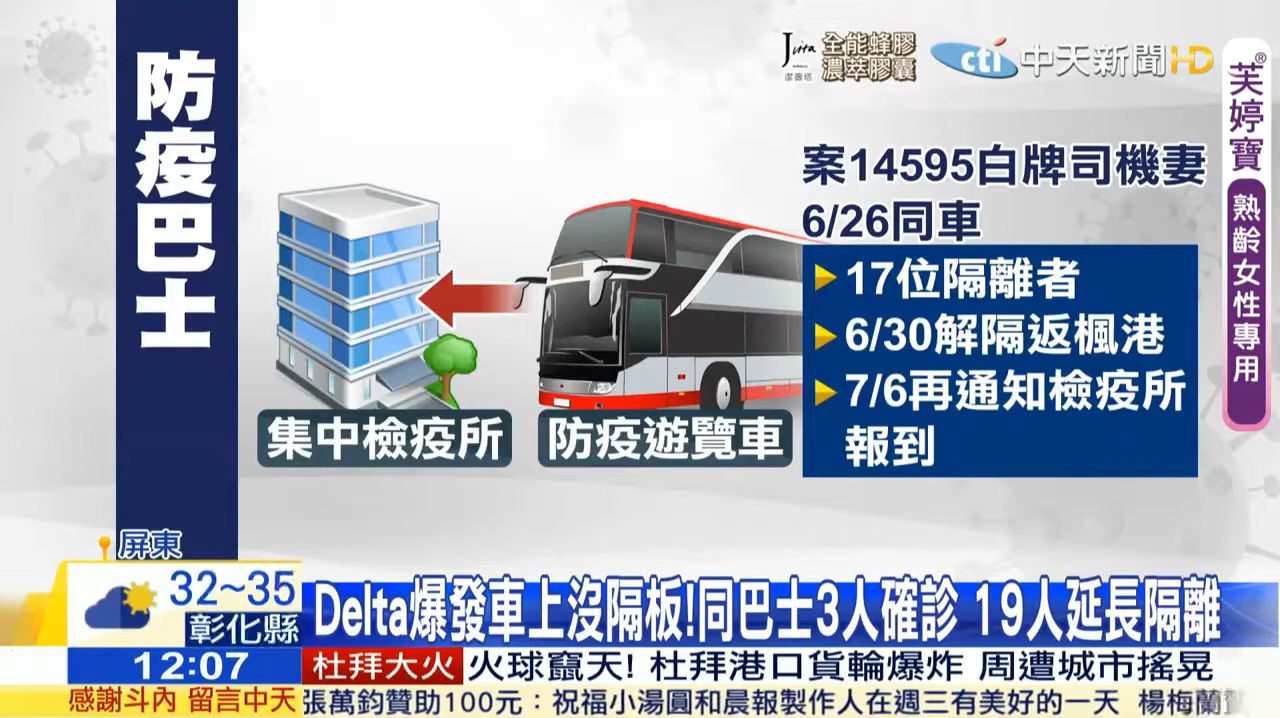 防疫巴士
Jvita
潔薇塔
全能蜂膠
濃萃膠囊
cti 中天新聞HD
芙婷寶®
熟齡女性專用
案14595白牌司機妻
6/26同車
17位隔離者
6/30解隔返楓港
7/6再通知檢疫所
報到
集中檢疫所
防疫遊覽車
屏東
32~35
彰化縣
Delta爆發車上沒隔板!同巴士3人確診 19人延長隔離
12:07
杜拜大火 火球竄天! 杜拜港口貨輪爆炸 周遭城市搖晃
感謝斗內 留言中天 張萬鈞贊助100元：祝福小湯圓和晨報製作人在週三有美好的一天 楊梅蘭